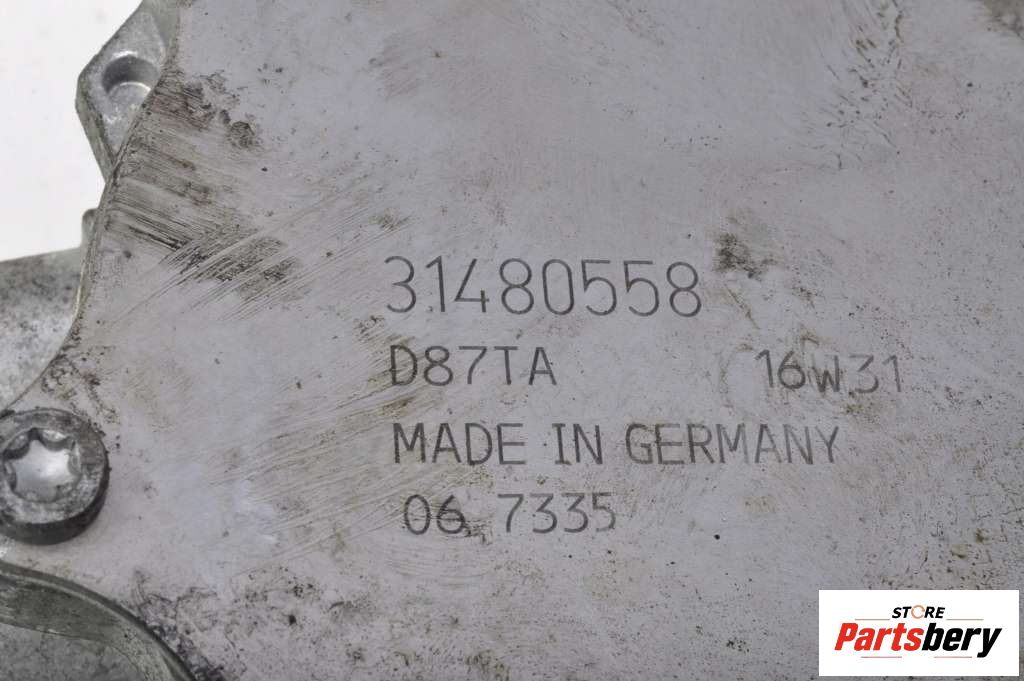 31480558
D87TA 16W31
MADE IN GERMANY
06 7335
STORE
Partsbery